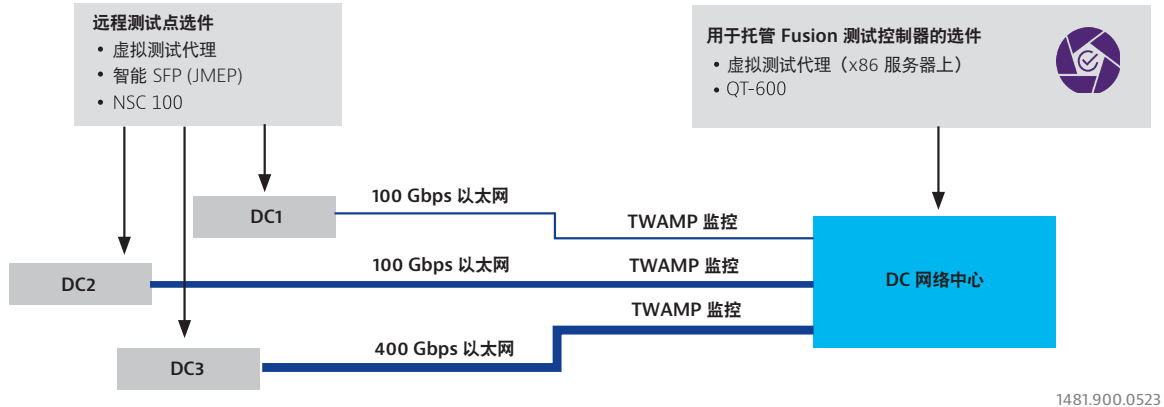 远程测试点选件
• 虚拟测试代理
• 智能 SFP (JMEP)
• NSC 100
用于托管 Fusion 测试控制器的选件
• 虚拟测试代理（x86 服务器上）
• QT-600
100 Gbps 以太网
DC1
TWAMP 监控
100 Gbps 以太网
TWAMP 监控
DC2
DC 网络中心
TWAMP 监控
400 Gbps 以太网
DC3
1481.900.0523